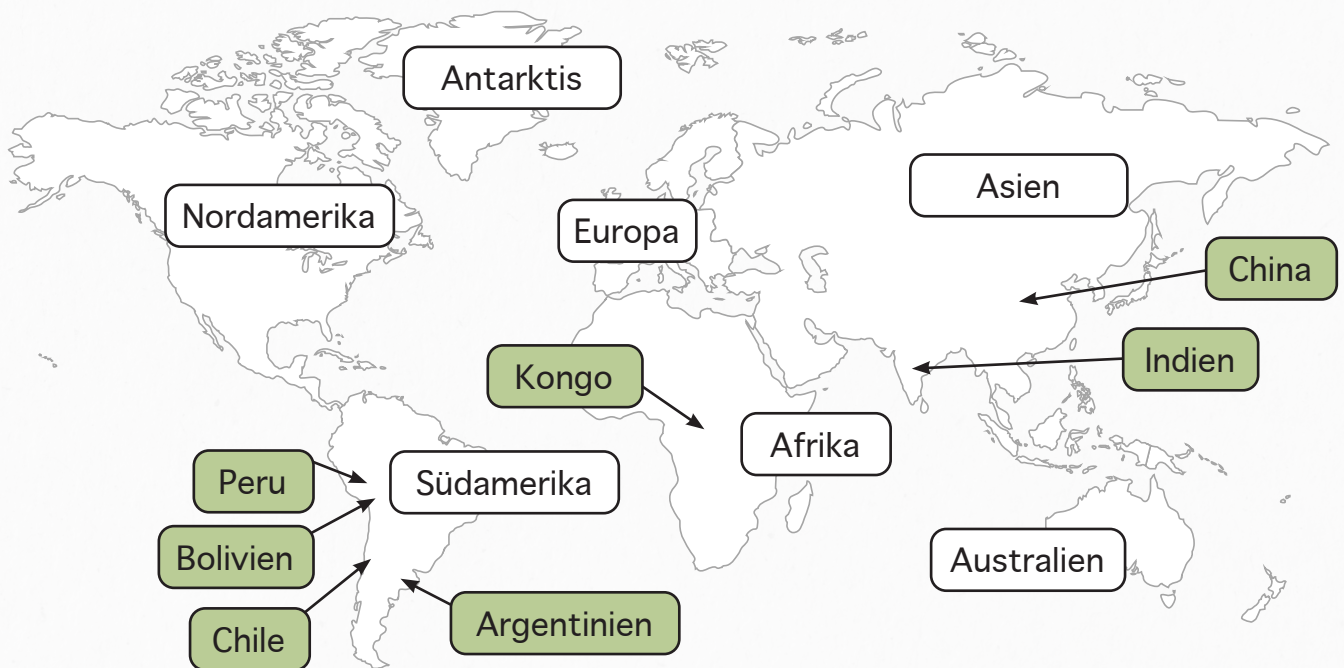 Antarktis
Asien
Nordamerika
Europa
China
Indien
Kongo
Afrika
Peru
Südamerika
Bolivien
Australien
Argentinien
Chile